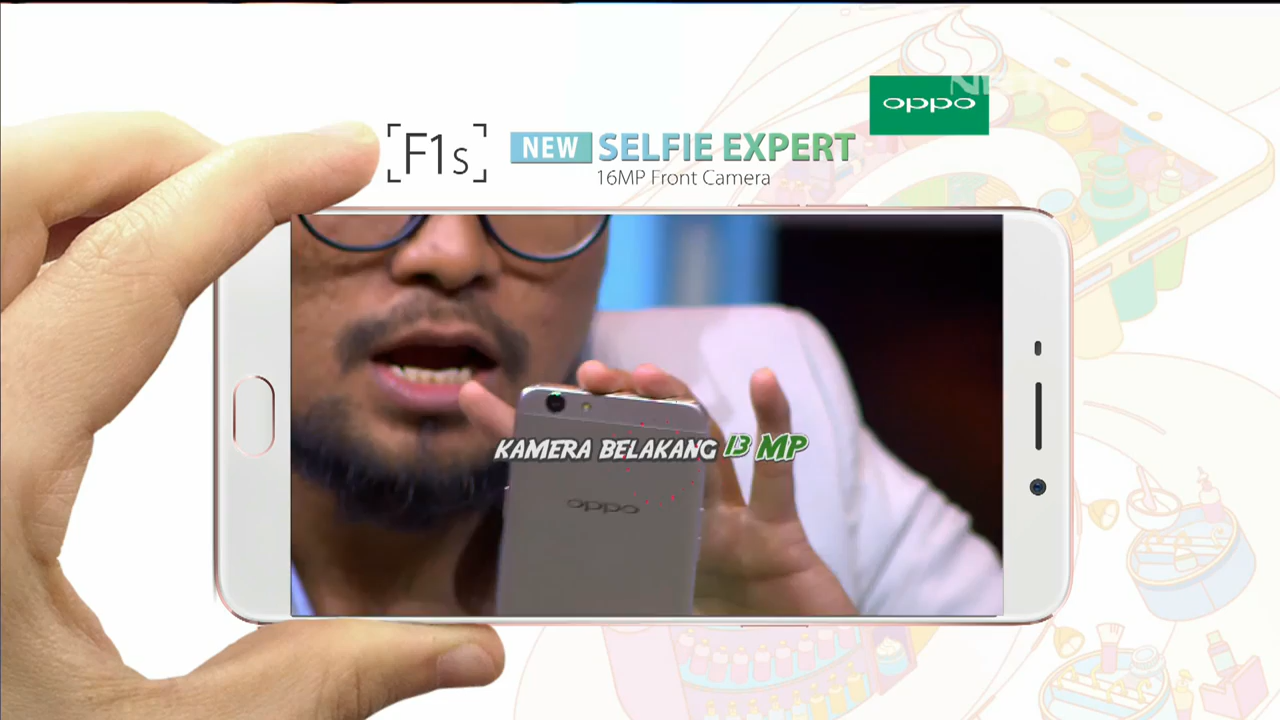 oppo
[F1s]
NEW SELFIE EXPERT
16MP Front Camera
KAMERA BELAKANG 13 MP
oppo